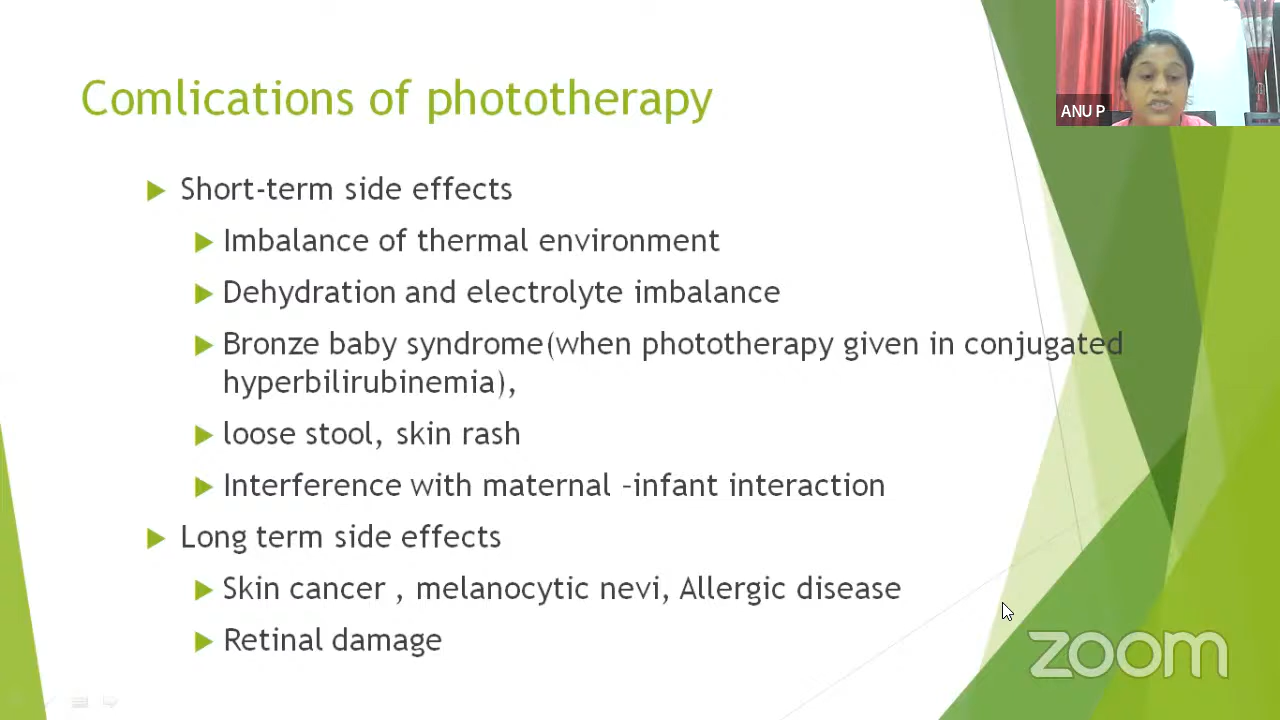 Comlications of phototherapy
ANU P
Short-term side effects
Imbalance of thermal environment
Dehydration and electrolyte imbalance
Bronze baby syndrome(when phototherapy given in conjugated
hyperbilirubinemia),
loose stool, skin rash
Interference with maternal –infant interaction
Long term side effects
Skin cancer , melanocytic nevi, Allergic disease
Retinal damage
zoom